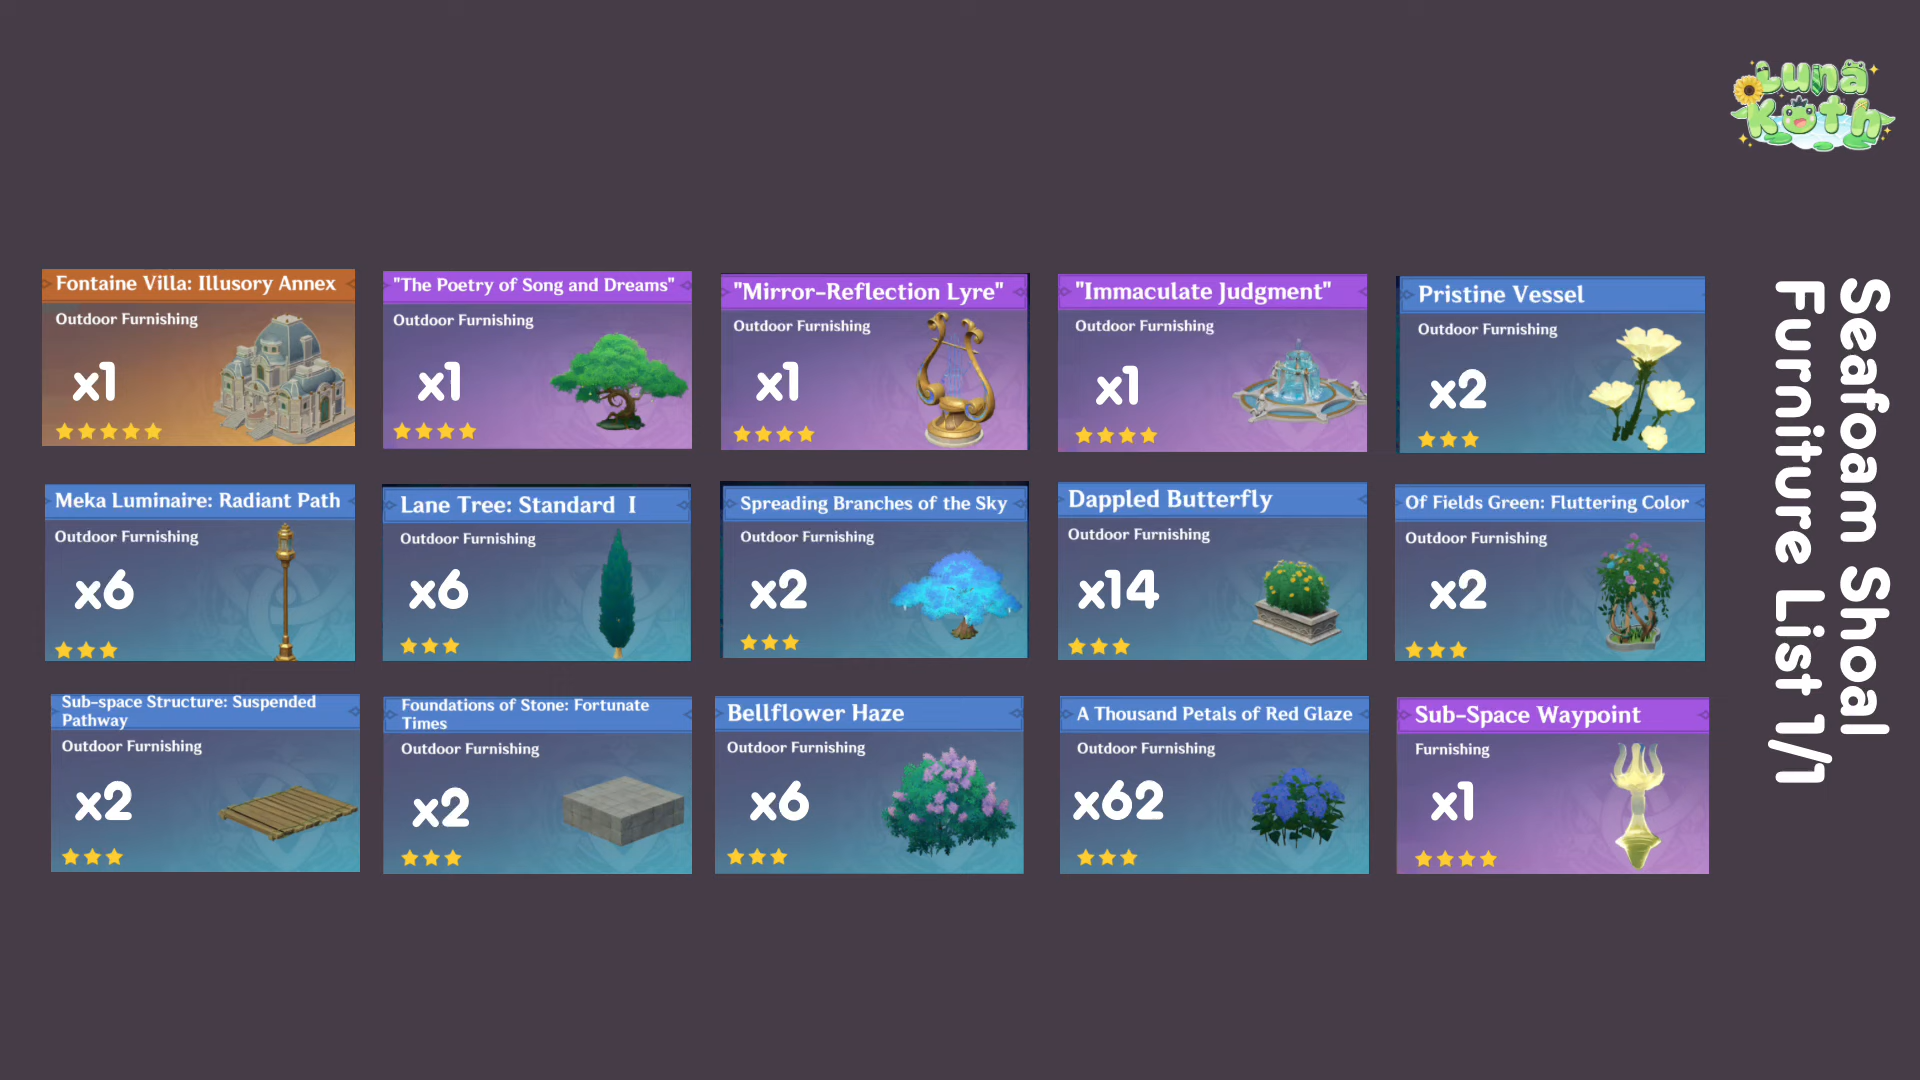 Luna
Koth
Seafoam Shoal
Furniture List 1/1
Fontaine Villa: Illusory Annex
Outdoor Furnishing
x1
"The Poetry of Song and Dreams"
Outdoor Furnishing
x1
"Mirror-Reflection Lyre"
Outdoor Furnishing
x1
"Immaculate Judgment"
Outdoor Furnishing
x1
Pristine Vessel
Outdoor Furnishing
x2
Meka Luminaire: Radiant Path
Outdoor Furnishing
x6
Lane Tree: Standard I
Outdoor Furnishing
x6
Spreading Branches of the Sky
Outdoor Furnishing
x2
Dappled Butterfly
Outdoor Furnishing
x14
Of Fields Green: Fluttering Color
Outdoor Furnishing
x2
Sub-space Structure: Suspended
Pathway
Outdoor Furnishing
x2
Foundations of Stone: Fortunate
Times
Outdoor Furnishing
x2
Bellflower Haze
Outdoor Furnishing
x6
A Thousand Petals of Red Glaze
Outdoor Furnishing
x62
Sub-Space Waypoint
Furnishing
x1